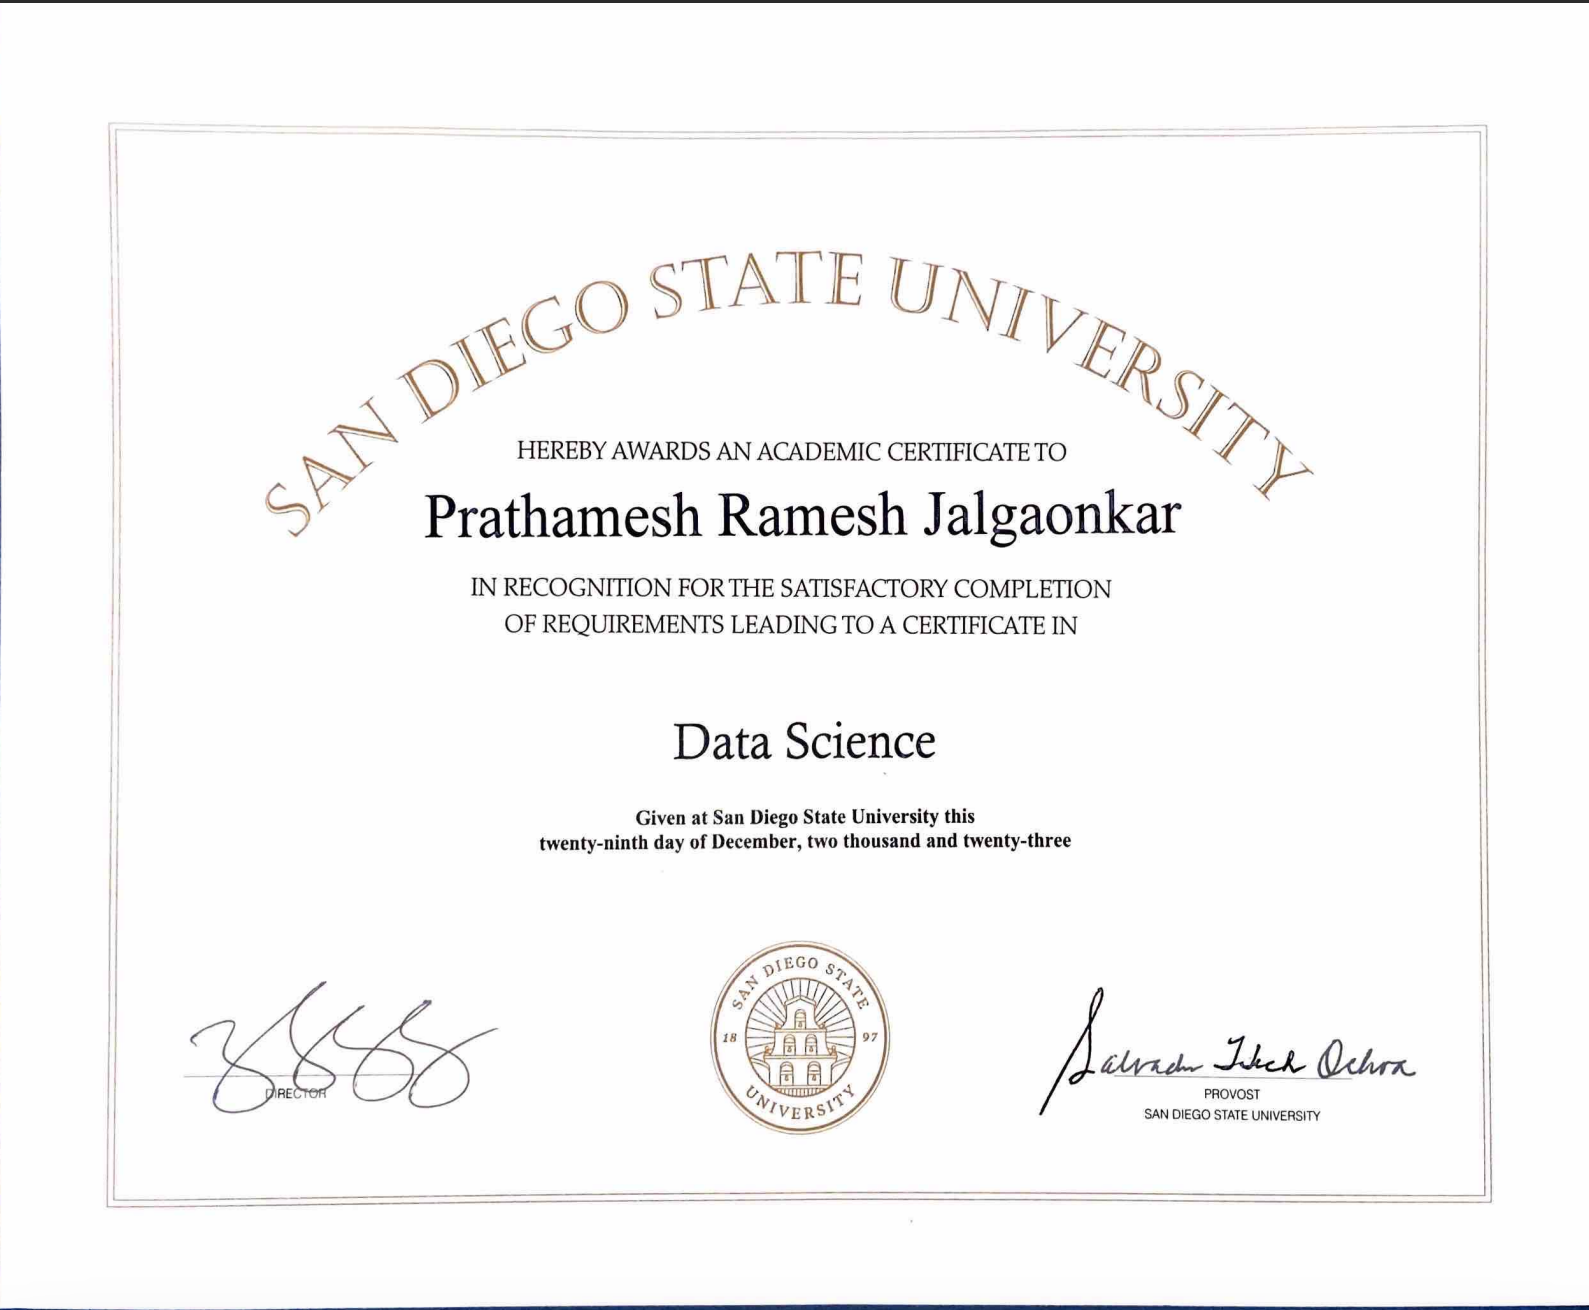 SAN DIEGO STATE UNIVERSITY
HEREBY AWARDS AN ACADEMIC CERTIFICATE TO
Prathamesh Ramesh Jalgaonkar
IN RECOGNITION FOR THE SATISFACTORY COMPLETION
OF REQUIREMENTS LEADING TO A CERTIFICATE IN
Data Science
Given at San Diego State University this
twenty-ninth day of December, two thousand and twenty-three
SAN DIEGO STATE
18 97
UNIVERSITY
DIRECTOR
Ochoa
PROVOST
SAN DIEGO STATE UNIVERSITY